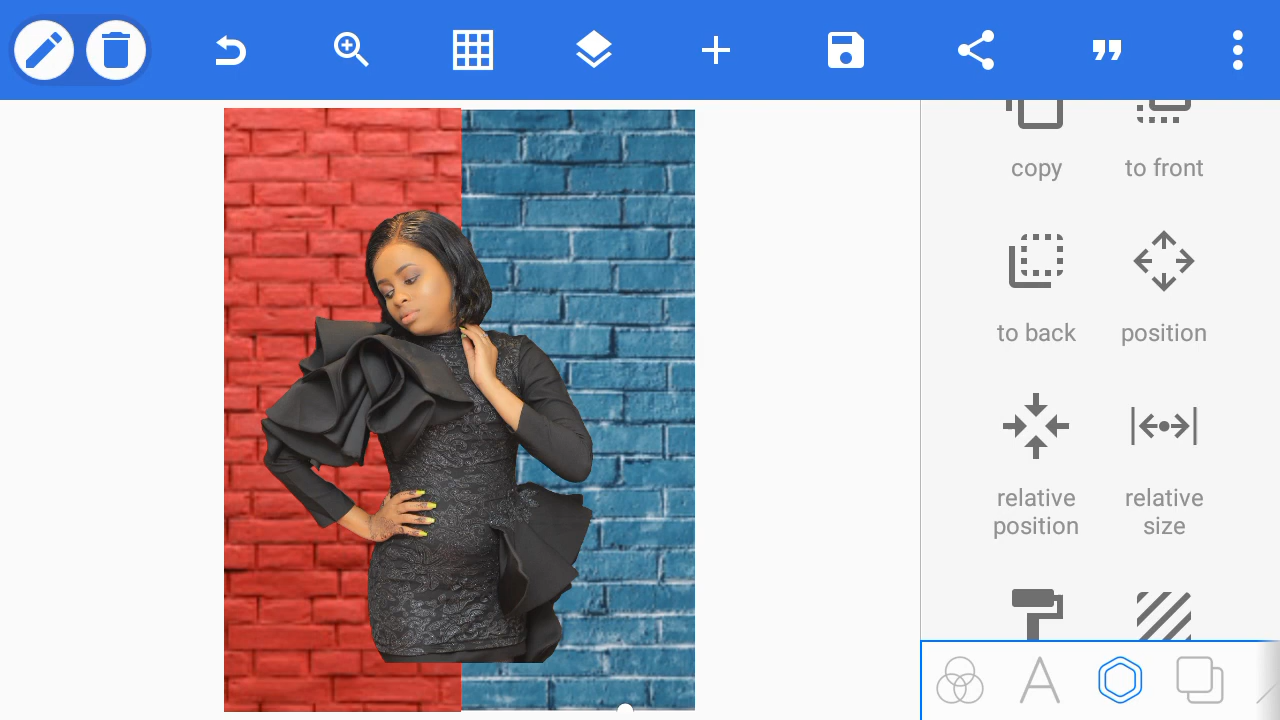 copy
to front
to back
position
relative
position
relative
size